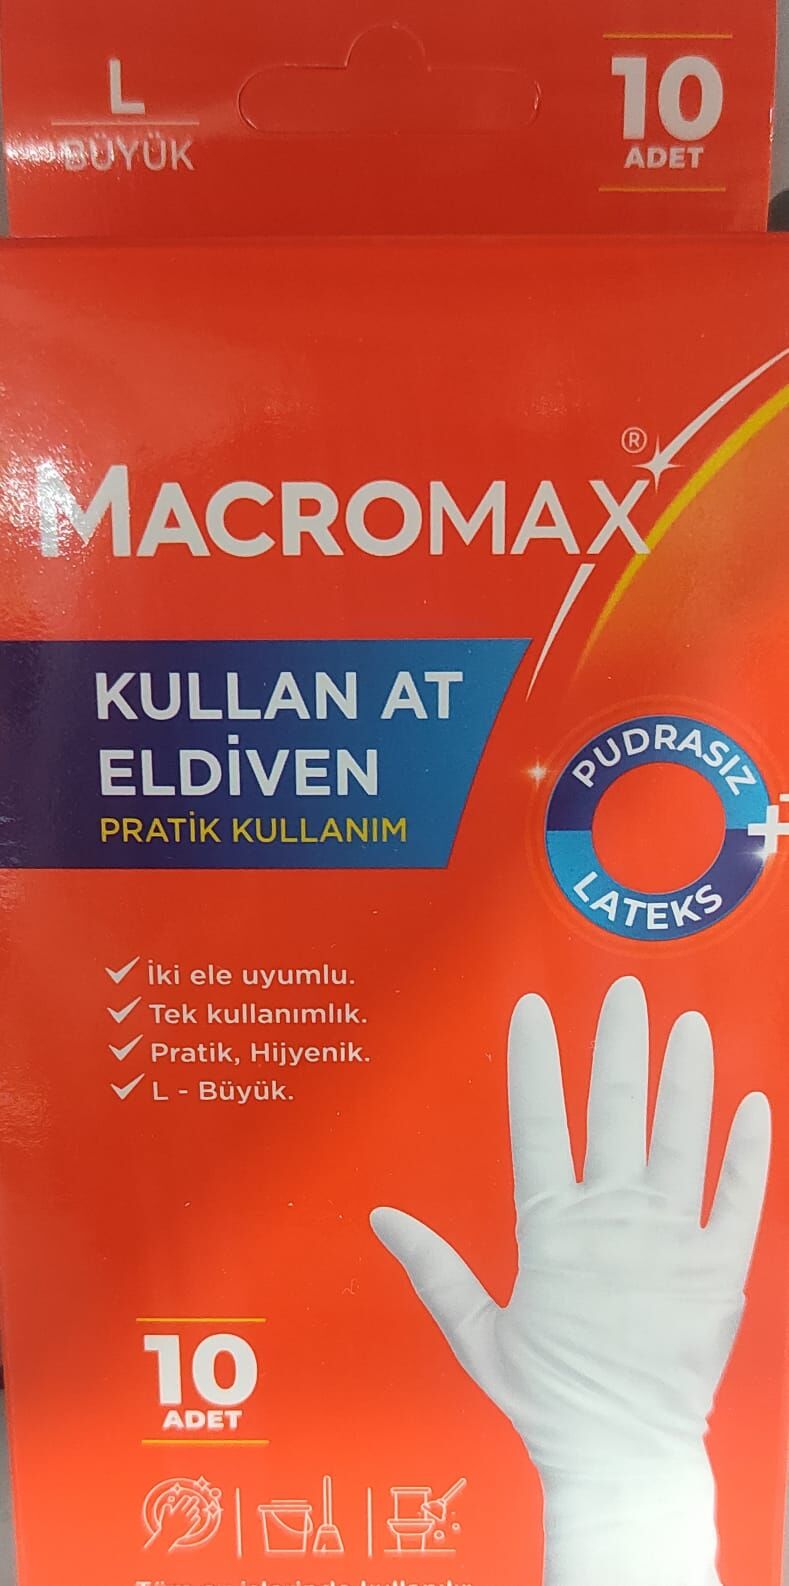 L
BÜYÜK
10
ADET
MACROMAX®
KULLAN AT
ELDİVEN
PRATİK KULLANIM
PUDRASIZ
LATEKS
İki ele uyumlu.
Tek kullanımlık.
Pratik, Hijyenik.
L - Büyük.
10
ADET